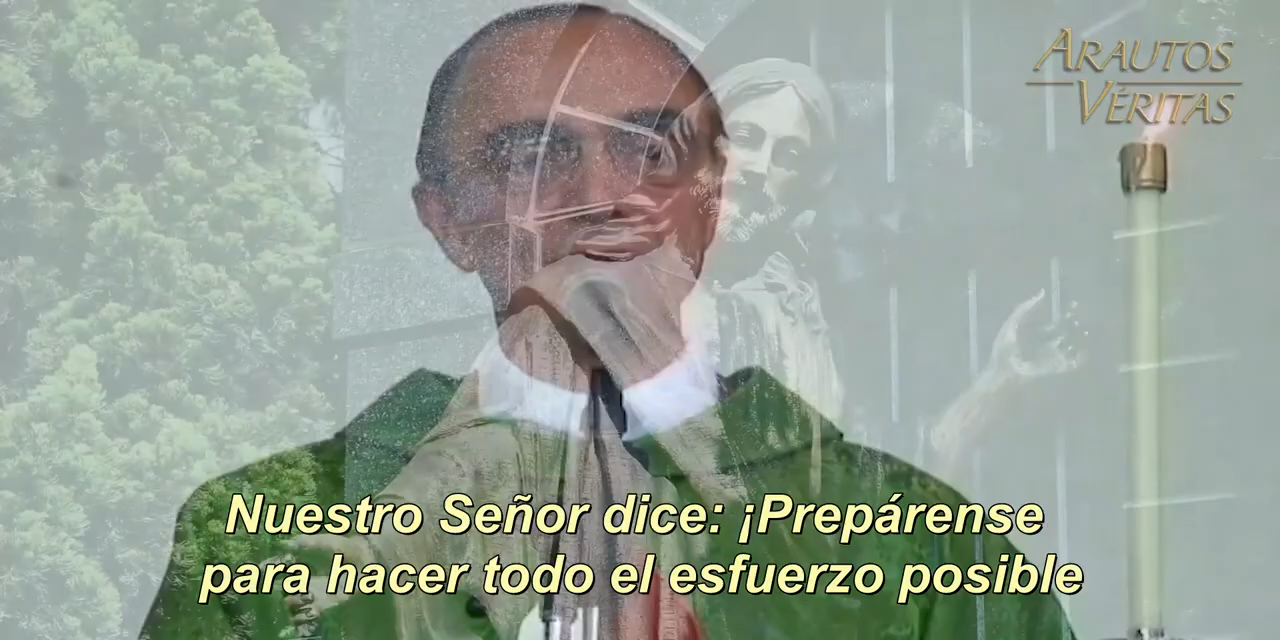 ARAUTOS
VÉRITAS
Nuestro Señor dice: ¡Prepárense
para hacer todo el esfuerzo posible